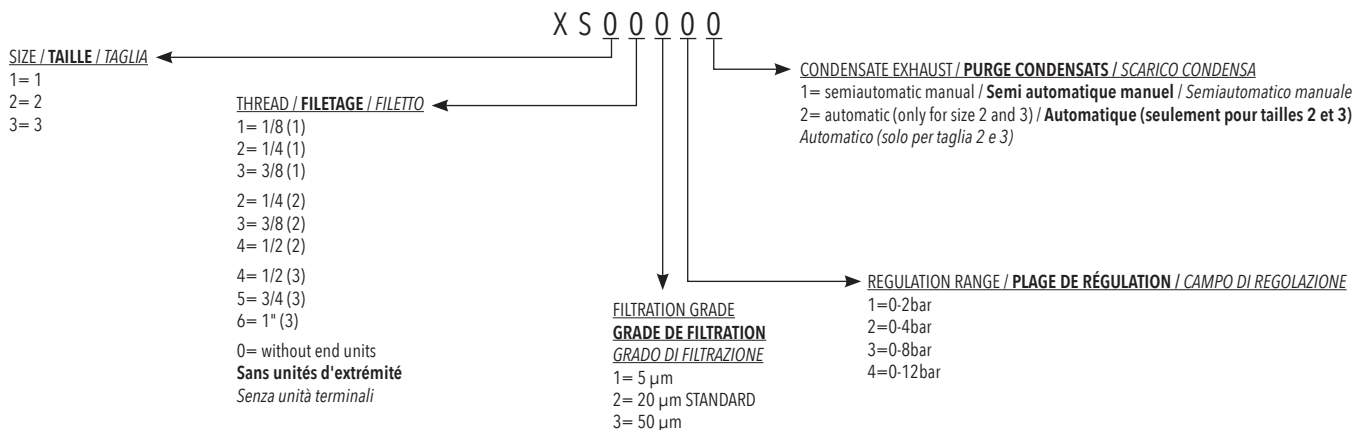 X S 0 0 0 0 0
SIZE / TAILLE / TAGLIA
1= 1
2= 2
3= 3
THREAD / FILETAGE / FILETTO
1= 1/8 (1)
2= 1/4 (1)
3= 3/8 (1)
2= 1/4 (2)
3= 3/8 (2)
4= 1/2 (2)
4= 1/2 (3)
5= 3/4 (3)
6= 1" (3)
0= without end units
Sans unités d'extrémité
Senza unità terminali
FILTRATION GRADE
GRADE DE FILTRATION
GRADO DI FILTRAZIONE
1= 5 µm
2= 20 µm STANDARD
3= 50 µm
REGULATION RANGE / PLAGE DE RÉGULATION / CAMPO DI REGOLAZIONE
1=0-2bar
2=0-4bar
3=0-8bar
4=0-12bar
CONDENSATE EXHAUST / PURGE CONDENSATS / SCARICO CONDENSA
1= semiautomatic manual / Semi automatique manuel / Semiautomatico manuale
2= automatic (only for size 2 and 3) / Automatique (seulement pour tailles 2 et 3)
Automatico (solo per taglia 2 e 3)